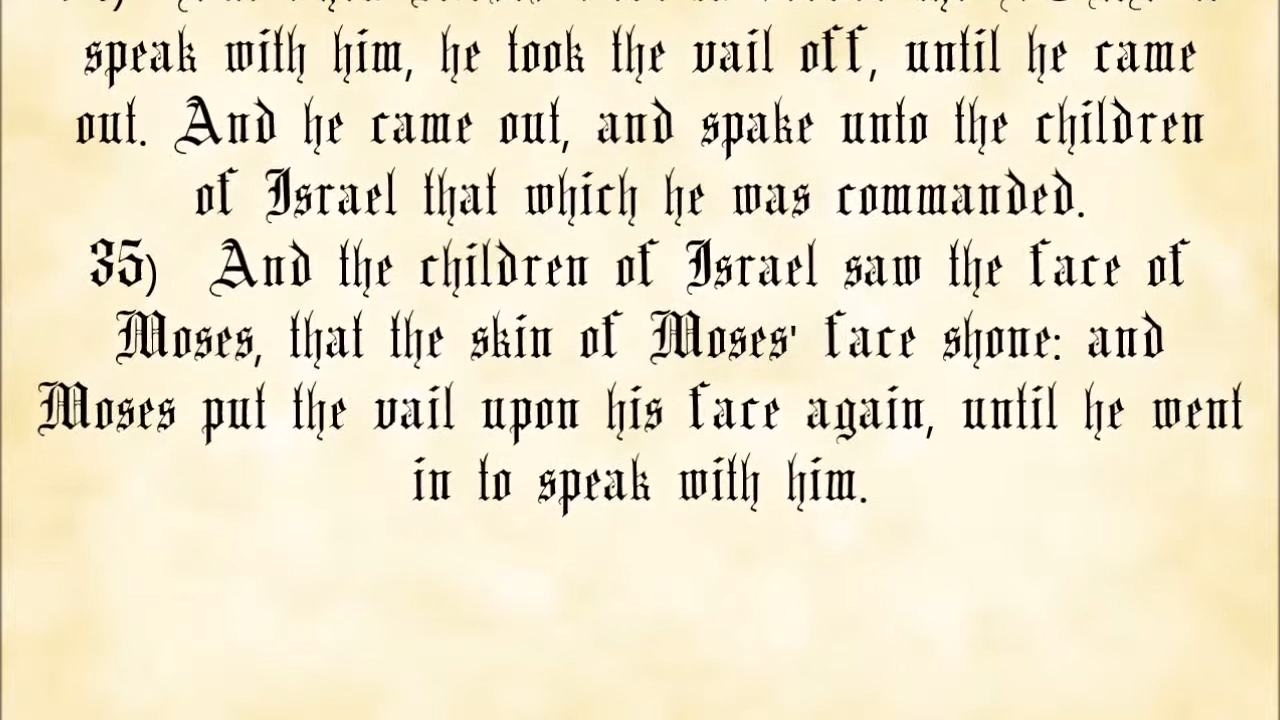 speak with him, he took the vail off, until he came
out. And he came out, and spake unto the children
of Israel that which he was commanded.
35) And the children of Israel saw the face of
Moses, that the skin of Moses' face shone: and
Moses put the vail upon his face again, until he went
in to speak with him.